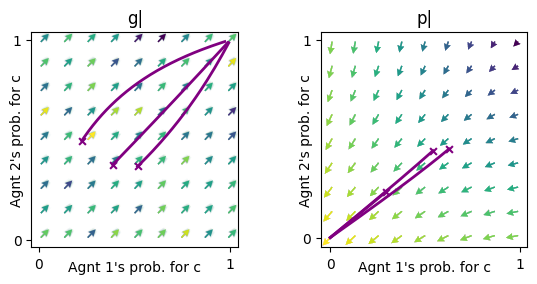 g|
p|
1
0
Agnt 2's prob. for c
0
1
Agnt 1's prob. for c
1
0
Agnt 2's prob. for c
0
1
Agnt 1's prob. for c